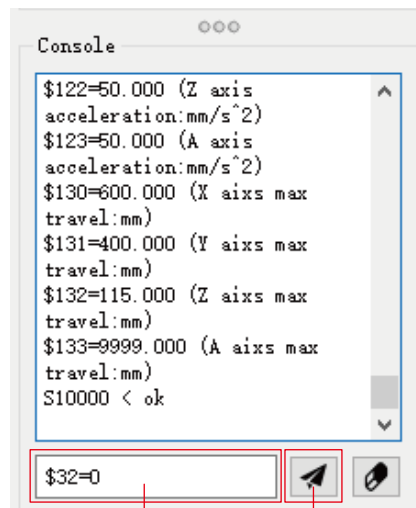 Console
$122=50.000 (Z axis
acceleration:mm/s^2)
$123=50.000 (A axis
acceleration:mm/s^2)
$130=600.000 (X aixs max
travel:mm)
$131=400.000 (Y aixs max
travel:mm)
$132=115.000 (Z aixs max
travel:mm)
$133=9999.000 (A aixs max
travel:mm)
S10000 < ok
$32=0